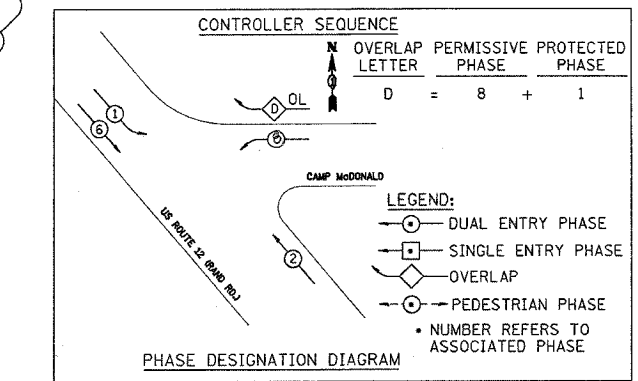 CONTROLLER SEQUENCE
N
OVERLAP LETTER PERMISSIVE PHASE PROTECTED PHASE
D = 8 + 1
1
6
D OL
8
CAMP McDONALD
US ROUTE 12 (RAND RD.)
2
LEGEND:
DUAL ENTRY PHASE
SINGLE ENTRY PHASE
OVERLAP
PEDESTRIAN PHASE
• NUMBER REFERS TO
ASSOCIATED PHASE
PHASE DESIGNATION DIAGRAM